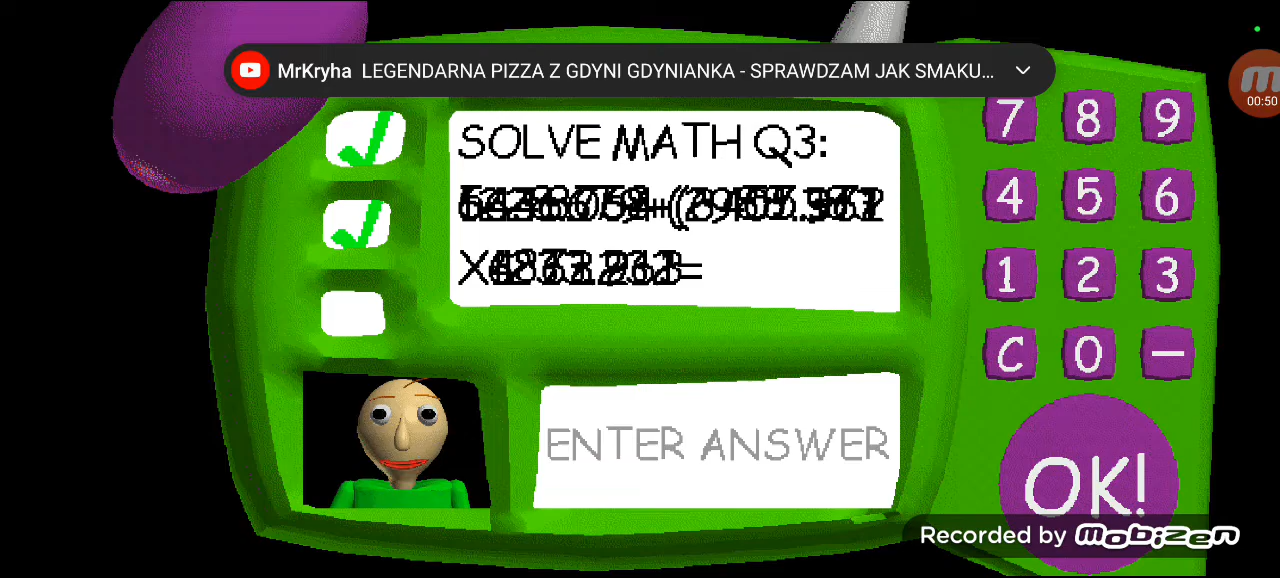 MrKryha LEGENDARNA PIZZA Z GDYNI GDYNIANKA - SPRAWDZAM JAK SMAKU...
00:50
SOLVE MATH Q3:
X
=
7 8 9
4 5 6
1 2 3
C 0 -
ENTER ANSWER
OK!
Recorded by mobizen